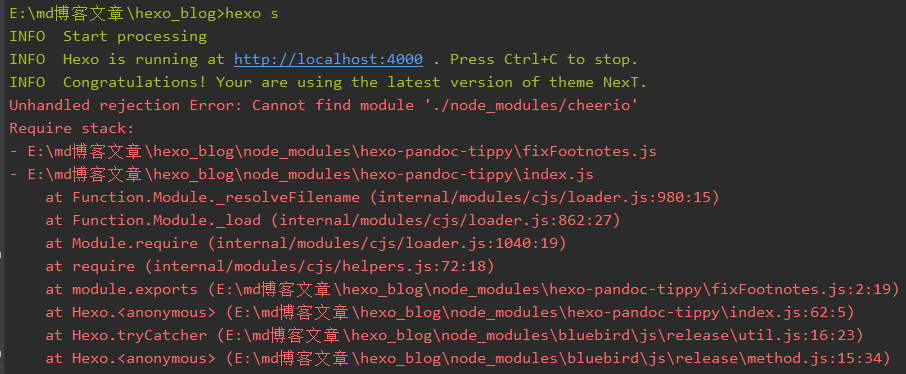 E:\md博客文章\hexo_blog>hexo s
INFO  Start processing
INFO  Hexo is running at http://localhost:4000 . Press Ctrl+C to stop.
INFO  Congratulations! Your are using the latest version of theme NexT.
Unhandled rejection Error: Cannot find module './node_modules/cheerio'
Require stack:
- E:\md博客文章\hexo_blog\node_modules\hexo-pandoc-tippy\fixFootnotes.js
- E:\md博客文章\hexo_blog\node_modules\hexo-pandoc-tippy\index.js
    at Function.Module._resolveFilename (internal/modules/cjs/loader.js:980:15)
    at Function.Module._load (internal/modules/cjs/loader.js:862:27)
    at Module.require (internal/modules/cjs/loader.js:1040:19)
    at require (internal/modules/cjs/helpers.js:72:18)
    at module.exports (E:\md博客文章\hexo_blog\node_modules\hexo-pandoc-tippy\fixFootnotes.js:2:19)
    at Hexo.<anonymous> (E:\md博客文章\hexo_blog\node_modules\hexo-pandoc-tippy\index.js:62:5)
    at Hexo.tryCatcher (E:\md博客文章\hexo_blog\node_modules\bluebird\js\release\util.js:16:23)
    at Hexo.<anonymous> (E:\md博客文章\hexo_blog\node_modules\bluebird\js\release\method.js:15:34)